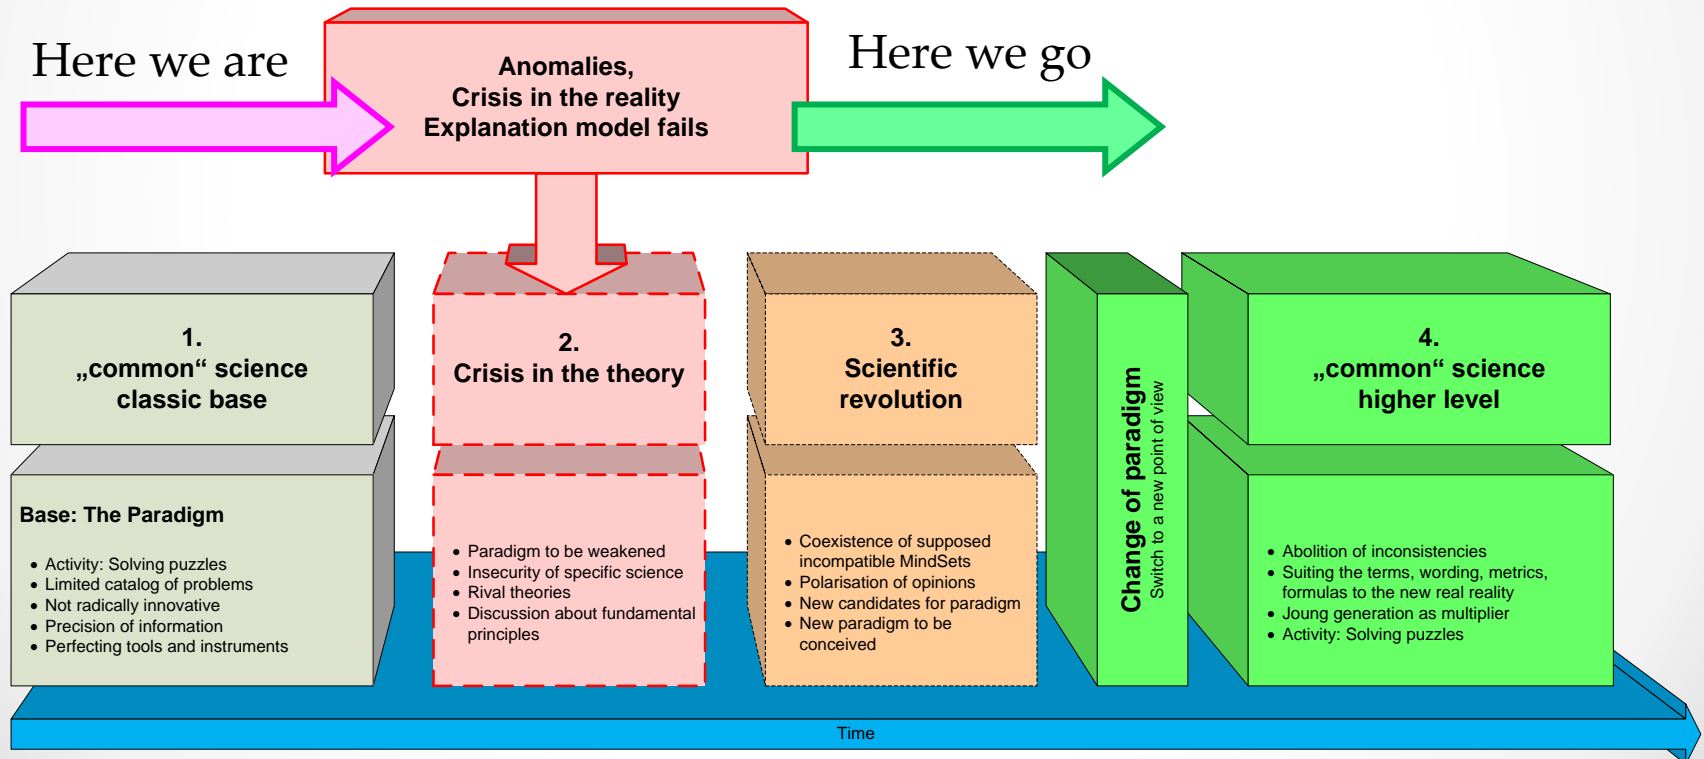 Here we are
Anomalies,
Crisis in the reality
Explanation model fails
Here we go
1.
„common“ science
classic base
2.
Crisis in the theory
3.
Scientific
revolution
4.
„common“ science
higher level
Base: The Paradigm
• Activity: Solving puzzles
• Limited catalog of problems
• Not radically innovative
• Precision of information
• Perfecting tools and instruments
• Paradigm to be weakened
• Insecurity of specific science
• Rival theories
• Discussion about fundamental
principles
• Coexistence of supposed
incompatible MindSets
• Polarisation of opinions
• New candidates for paradigm
• New paradigm to be
conceived
Change of paradigm
Switch to a new point of view
• Abolition of inconsistencies
• Suiting the terms, wording, metrics,
formulas to the new real reality
• Joung generation as multiplier
• Activity: Solving puzzles
Time